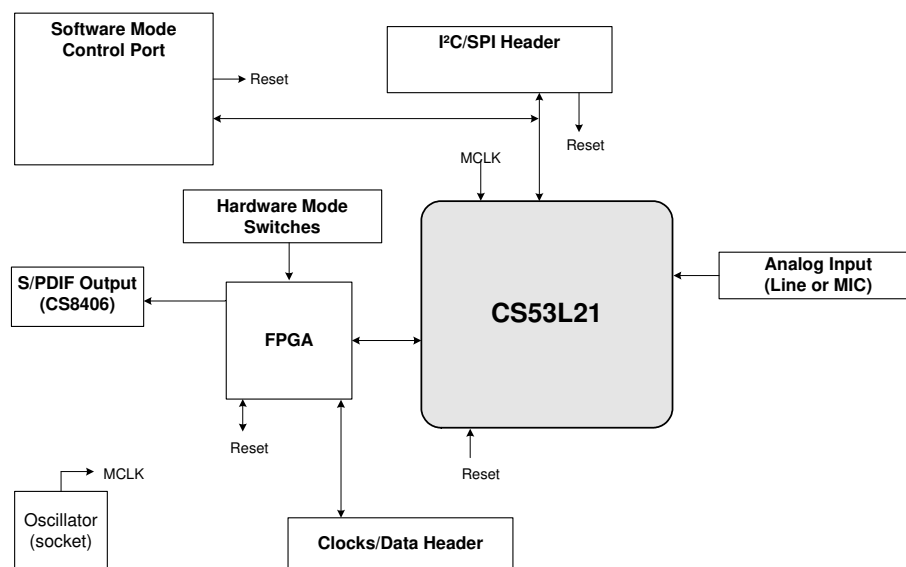 Software Mode
Control Port
I²C/SPI Header
Reset
Reset
MCLK
Hardware Mode
Switches
S/PDIF Output
(CS8406)
FPGA
CS53L21
Analog Input
(Line or MIC)
Reset
Reset
MCLK
Oscillator
(socket)
Clocks/Data Header